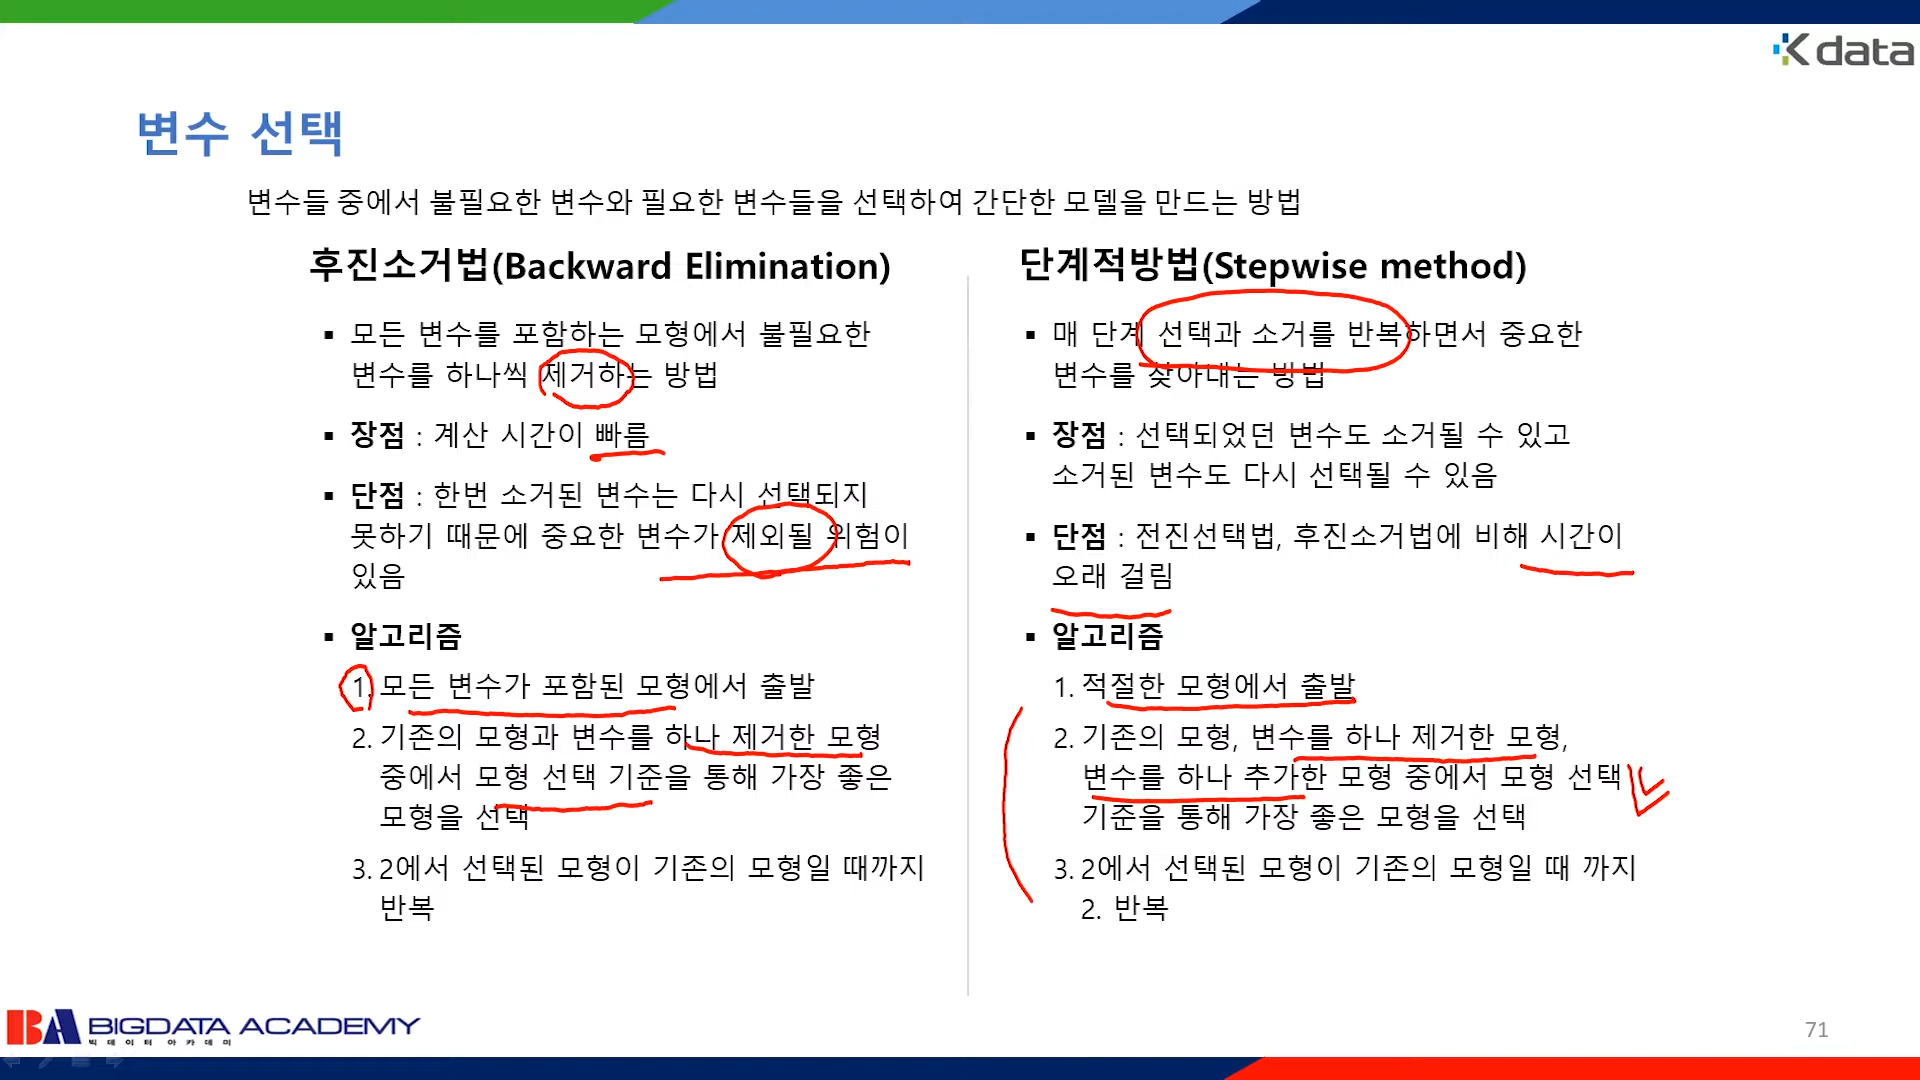 data
변수 선택
변수들 중에서 불필요한 변수와 필요한 변수들을 선택하여 간단한 모델을 만드는 방법
후진소거법(Backward Elimination)
▪ 모든 변수를 포함하는 모형에서 불필요한
변수를 하나씩 제거하는 방법
▪ 장점 : 계산 시간이 빠름
▪ 단점 : 한번 소거된 변수는 다시 선택되지
못하기 때문에 중요한 변수가 제외될 위험이
있음
▪ 알고리즘
1. 모든 변수가 포함된 모형에서 출발
2. 기존의 모형과 변수를 하나 제거한 모형
중에서 모형 선택 기준을 통해 가장 좋은
모형을 선택
3. 2에서 선택된 모형이 기존의 모형일 때까지
반복
단계적방법(Stepwise method)
▪ 매 단계 선택과 소거를 반복하면서 중요한
변수를 찾아내는 방법
▪ 장점 : 선택되었던 변수도 소거될 수 있고
소거된 변수도 다시 선택될 수 있음
▪ 단점 : 전진선택법, 후진소거법에 비해 시간이
오래 걸림
▪ 알고리즘
1. 적절한 모형에서 출발
2. 기존의 모형, 변수를 하나 제거한 모형,
변수를 하나 추가한 모형 중에서 모형 선택
기준을 통해 가장 좋은 모형을 선택
3. 2에서 선택된 모형이 기존의 모형일 때 까지
2. 반복
BA BIGDATA ACADEMY
빅데이터아카데미
71